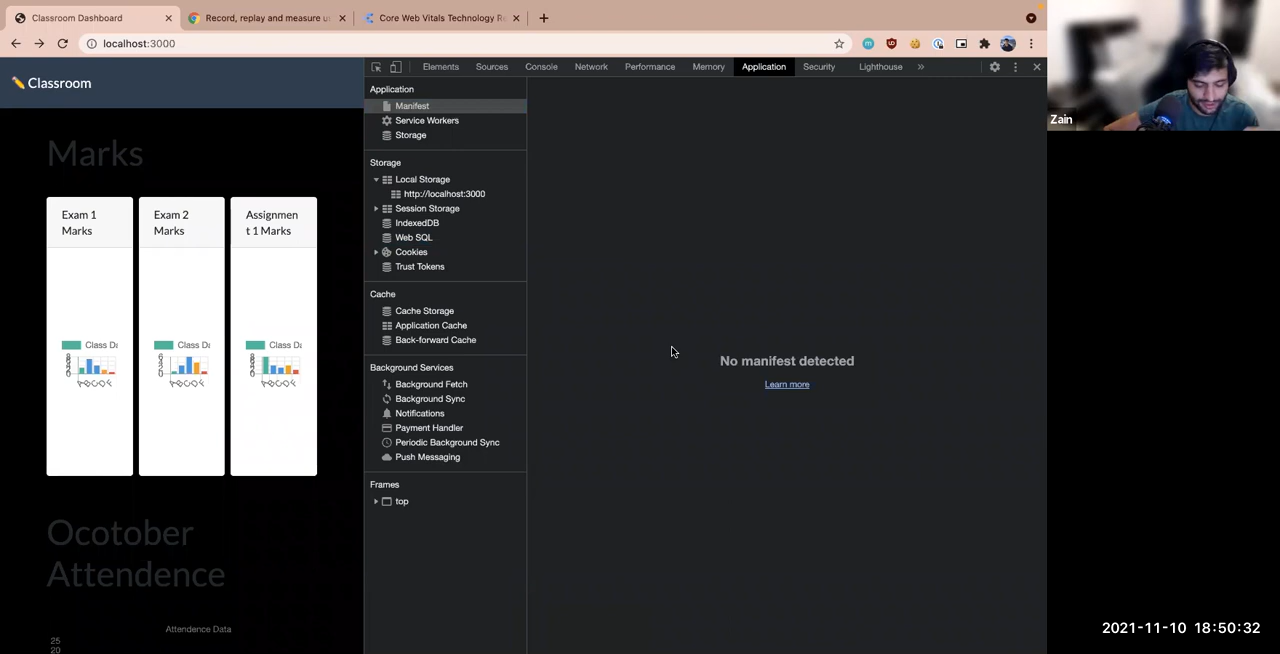 Classroom Dashboard
Record, replay and measure u
Core Web Vitals Technology R
localhost:3000
✏️ Classroom
Elements
Sources
Console
Network
Performance
Memory
Application
Security
Lighthouse
»
Marks
Exam 1
Marks
Exam 2
Marks
Assignmen
t 1 Marks
Class Da
Class Da
Class Da
A B C D F
A B C D F
A B C D F
Ocotober
Attendence
Attendence Data
25
20
Application
Manifest
Service Workers
Storage
Storage
Local Storage
http://localhost:3000
Session Storage
IndexedDB
Web SQL
Cookies
Trust Tokens
Cache
Cache Storage
Application Cache
Back-forward Cache
Background Services
Background Fetch
Background Sync
Notifications
Payment Handler
Periodic Background Sync
Push Messaging
Frames
top
No manifest detected
Learn more
Zain
2021-11-10 18:50:32